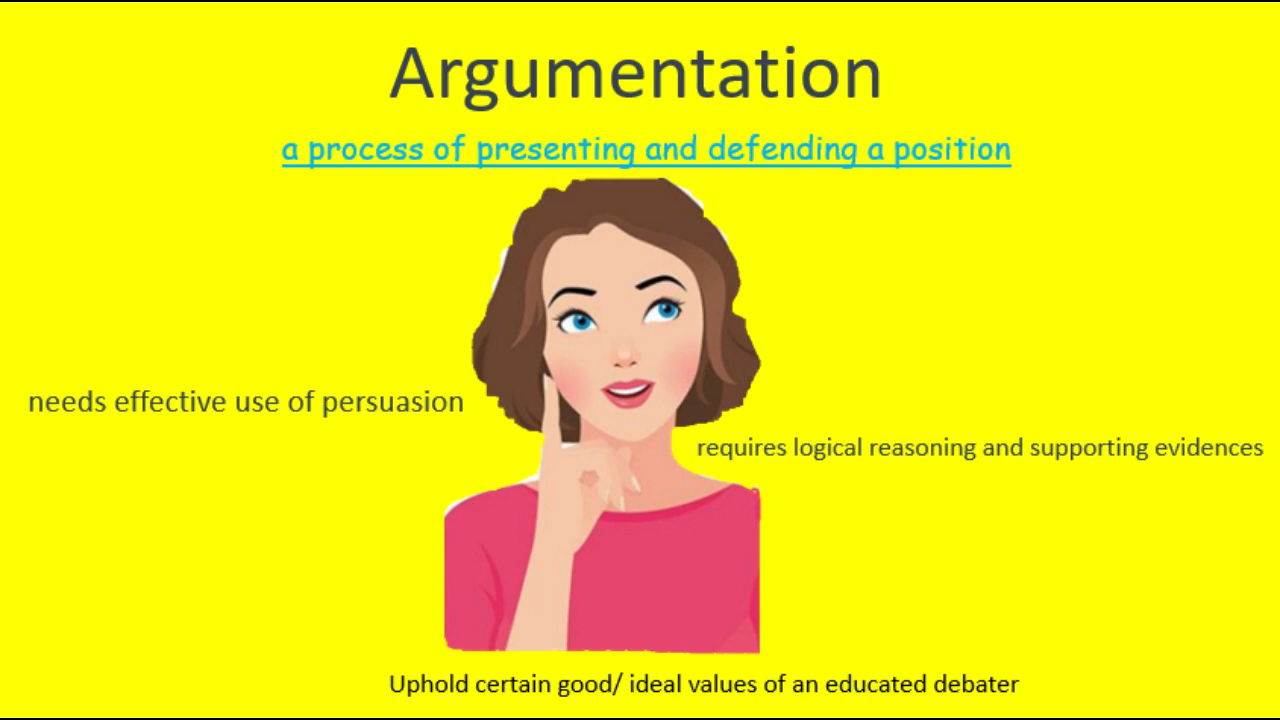 Argumentation
a process of presenting and defending a position
needs effective use of persuasion
requires logical reasoning and supporting evidences
Uphold certain good/ ideal values of an educated debater